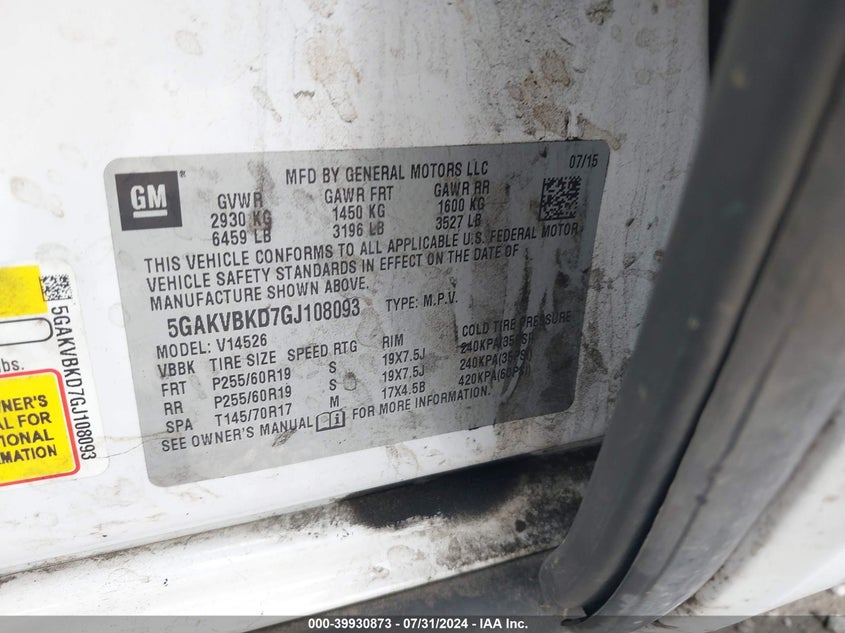 GM
MFD BY GENERAL MOTORS LLC 07/15
GVWR GAWR FRT GAWR RR
2930 KG 1450 KG 1600 KG
6459 LB 3196 LB 3527 LB
THIS VEHICLE CONFORMS TO ALL APPLICABLE U.S. FEDERAL MOTOR
VEHICLE SAFETY STANDARDS IN EFFECT ON THE DATE OF
MANUFACTURE SHOWN ABOVE.
5GAKVBKD7GJ108093 TYPE: M.P.V.
MODEL: V14526
VBBK TIRE SIZE SPEED RTG RIM COLD TIRE PRESSURE
FRT P255/60R19 S 19X7.5J 240KPA(35PSI)
RR P255/60R19 S 19X7.5J 240KPA(35PSI)
SPA T145/70R17 M 17X4.5B 420KPA(60PSI)
SEE OWNER'S MANUAL FOR MORE INFORMATION.
5GAKVBKD7GJ108093
lbs.
OWNER'S
FOR
000-39930873 - 07/31/2024 - IAA Inc.